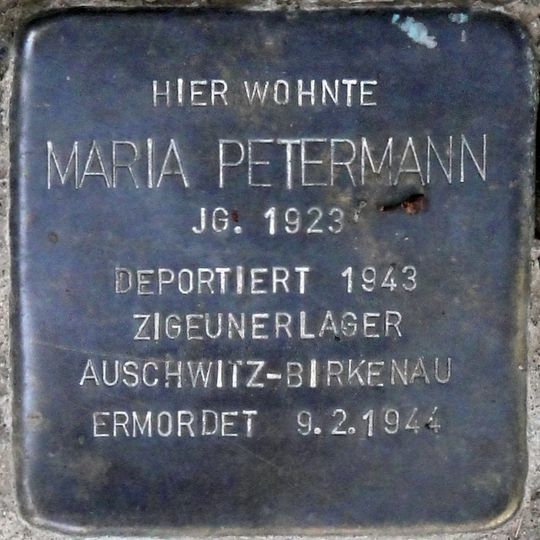 HIER WOHNTE
MARIA PETERMANN
JG. 1923
DEPORTIERT 1943
ZIGEUNERLAGER
AUSCHWITZ-BIRKENAU
ERMORDET 9.2.1944